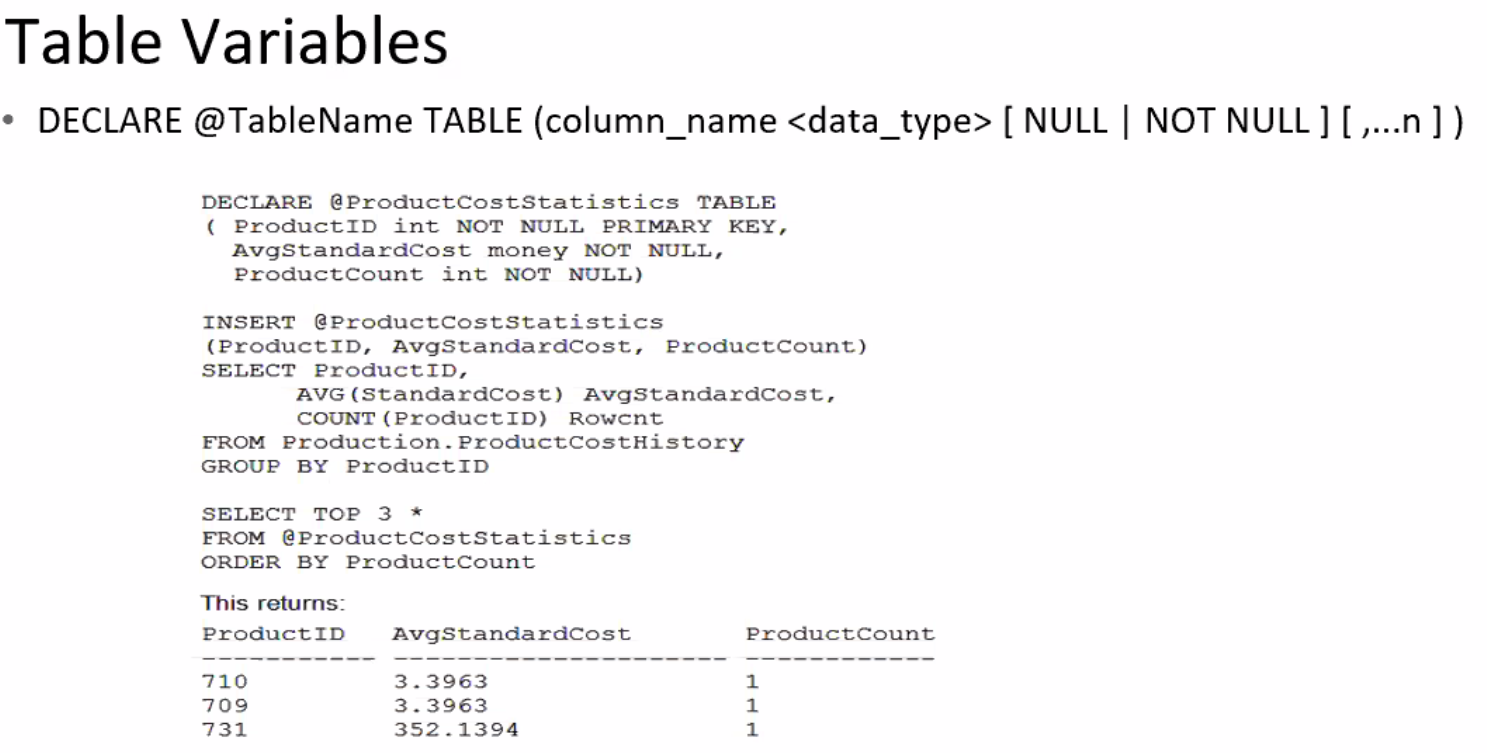 Table Variables
• DECLARE @TableName TABLE (column_name <data_type> [ NULL | NOT NULL ] [ ,...n ] )
DECLARE @ProductCostStatistics TABLE
( ProductID int NOT NULL PRIMARY KEY,
AvgStandardCost money NOT NULL,
ProductCount int NOT NULL)
INSERT @ProductCostStatistics
(ProductID, AvgStandardCost, ProductCount)
SELECT ProductID,
AVG(StandardCost) AvgStandardCost,
COUNT(ProductID) Rowcnt
FROM Production.ProductCostHistory
GROUP BY ProductID
SELECT TOP 3 *
FROM @ProductCostStatistics
ORDER BY ProductCount
This returns:
ProductID AvgStandardCost ProductCount
----------- --------------------- ------------
710 3.3963 1
709 3.3963 1
731 352.1394 1